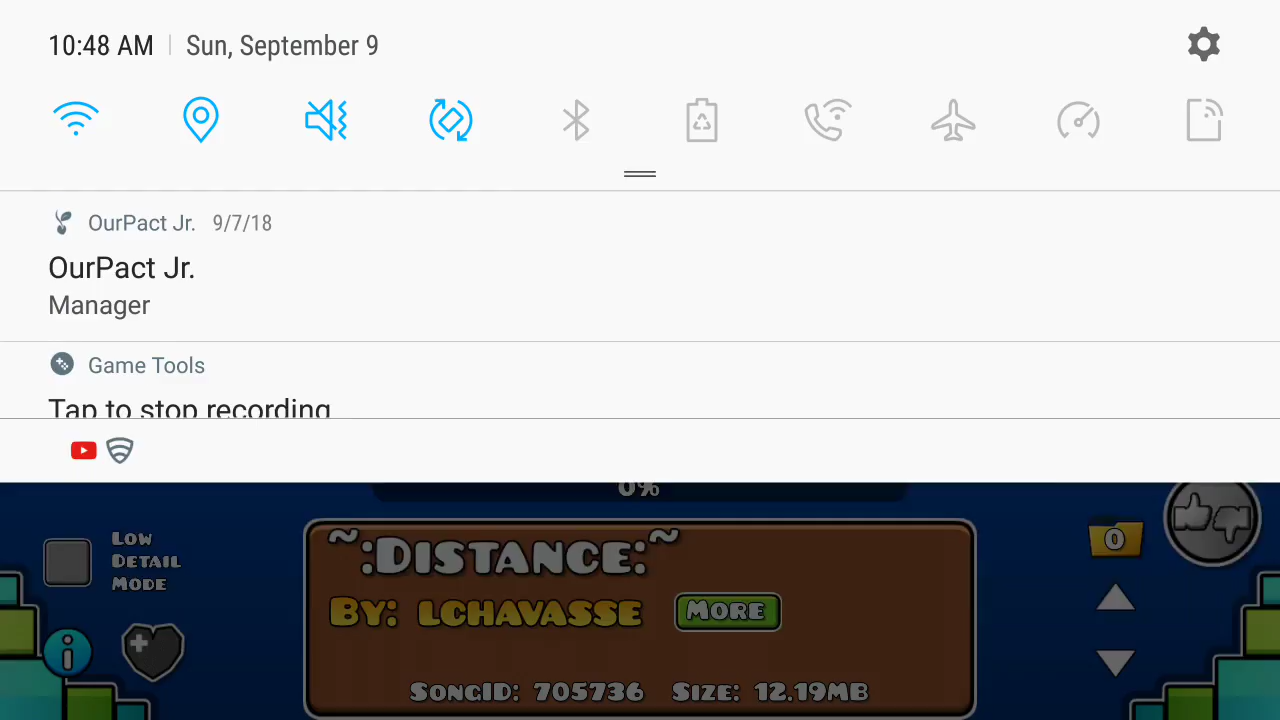 10:48 AM | Sun, September 9
OurPact Jr. 9/7/18
OurPact Jr.
Manager
Game Tools
Tap to stop recording
0%
Low
Detail
Mode
~:Distance:~
By: lchavasse
More
SongID: 705736 Size: 12.19MB
0